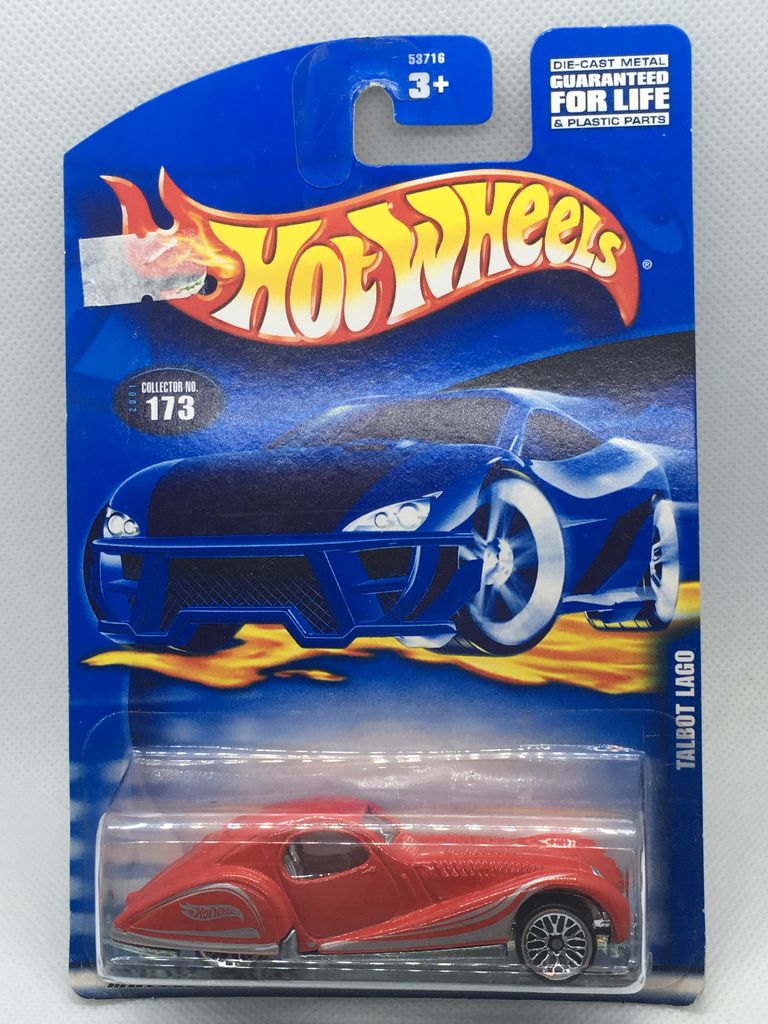 53716
3+
DIE-CAST METAL
GUARANTEED
FOR LIFE
& PLASTIC PARTS
HOT WHEELS ®
2001
COLLECTOR NO.
173
TALBOT LAGO
HOT WHEELS